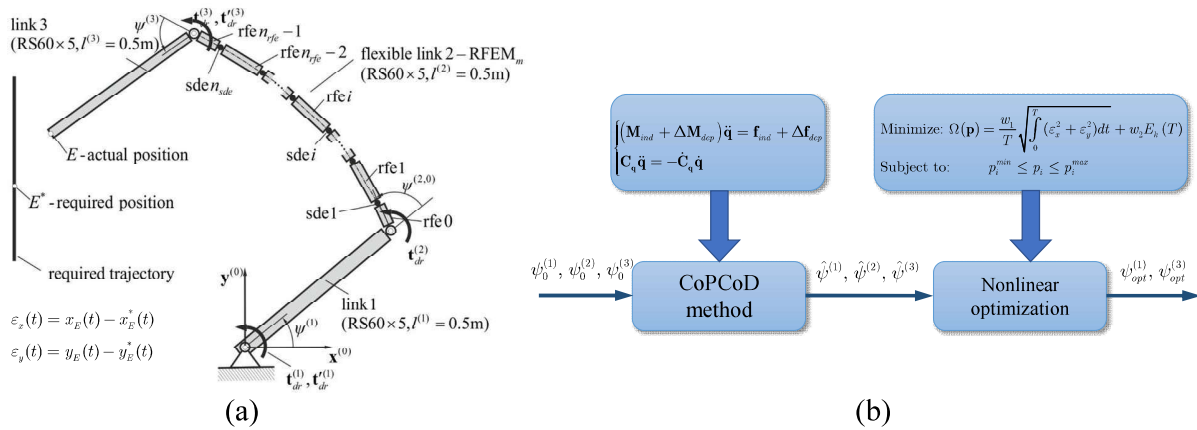 link 3
(RS60×5, l^(3) = 0.5m)
ψ^(3)
t_dr^(3), t′_dr^(3)
rfe n_rfe −1
rfe n_rfe −2
sde n_sde
flexible link 2 – RFEM_m
(RS60×5, l^(2) = 0.5m)
rfe i
sde i
E - actual position
rfe1
ψ^(2,0)
sde1
rfe0
E* - required position
t_dr^(2)
required trajectory
y^(0)
link1
(RS60×5, l^(1) = 0.5m)
ψ^(1)
x^(0)
t_dr^(1), t′_dr^(1)
ε_x(t) = x_E(t) − x_E^*(t)
ε_y(t) = y_E(t) − y_E^*(t)
(a)
{(M_ind + ΔM_dep)q̈ = f_ind + Δf_dep
C_q q̈ = −Ċ_q q̇
Minimize: Ω(p) = w_1/T √(∫_0^T (ε_x^2 + ε_y^2)dt) + w_2 E_k(T)
Subject to: p_i^min ≤ p_i ≤ p_i^max
ψ_0^(1), ψ_0^(2), ψ_0^(3)
CoPCoD
method
ψ̂^(1), ψ̂^(2), ψ̂^(3)
Nonlinear
optimization
ψ_opt^(1), ψ_opt^(3)
(b)